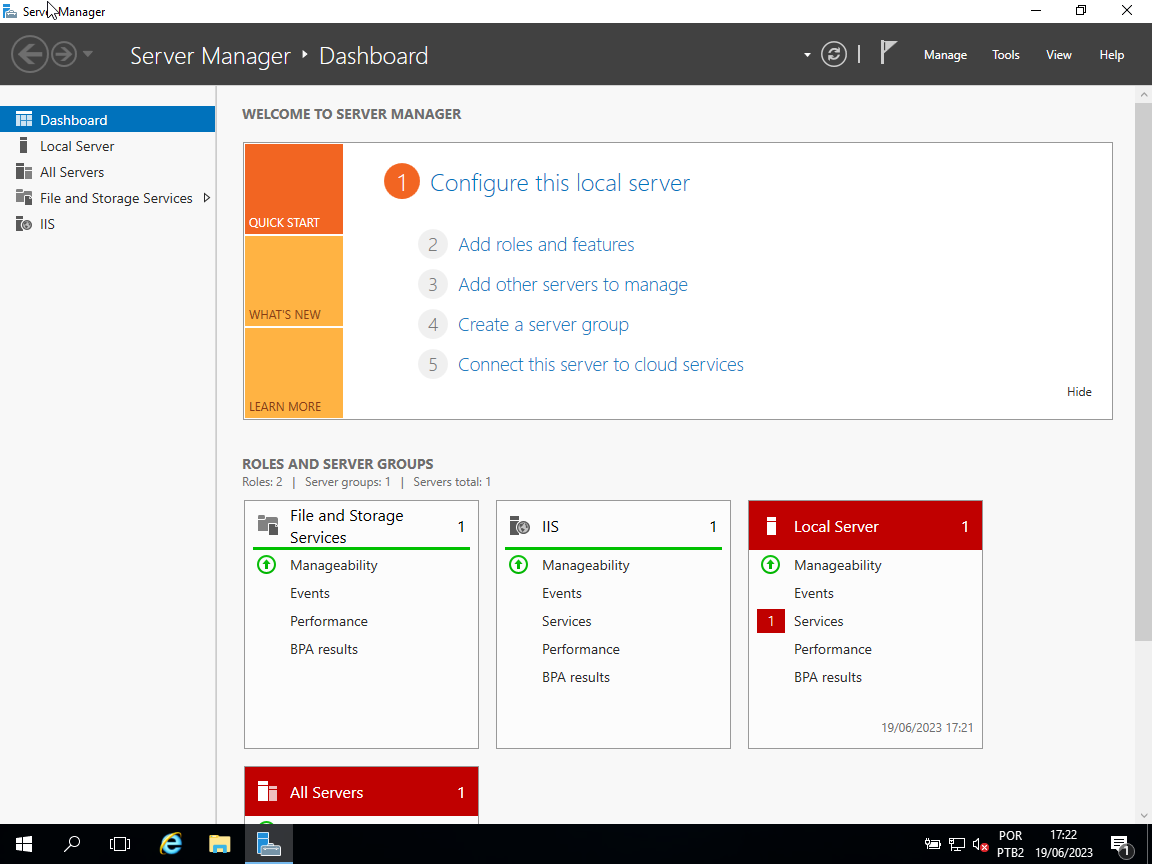 Server Manager
Server Manager ‣ Dashboard
Manage
Tools
View
Help
Dashboard
Local Server
All Servers
File and Storage Services
IIS
WELCOME TO SERVER MANAGER
QUICK START
WHAT'S NEW
LEARN MORE
1 Configure this local server
2 Add roles and features
3 Add other servers to manage
4 Create a server group
5 Connect this server to cloud services
Hide
ROLES AND SERVER GROUPS
Roles: 2 | Server groups: 1 | Servers total: 1
File and Storage
Services
1
Manageability
Events
Performance
BPA results
IIS 1
Manageability
Events
Services
Performance
BPA results
Local Server 1
Manageability
Events
1 Services
Performance
BPA results
19/06/2023 17:21
All Servers 1
POR
PTB2
17:22
19/06/2023
1